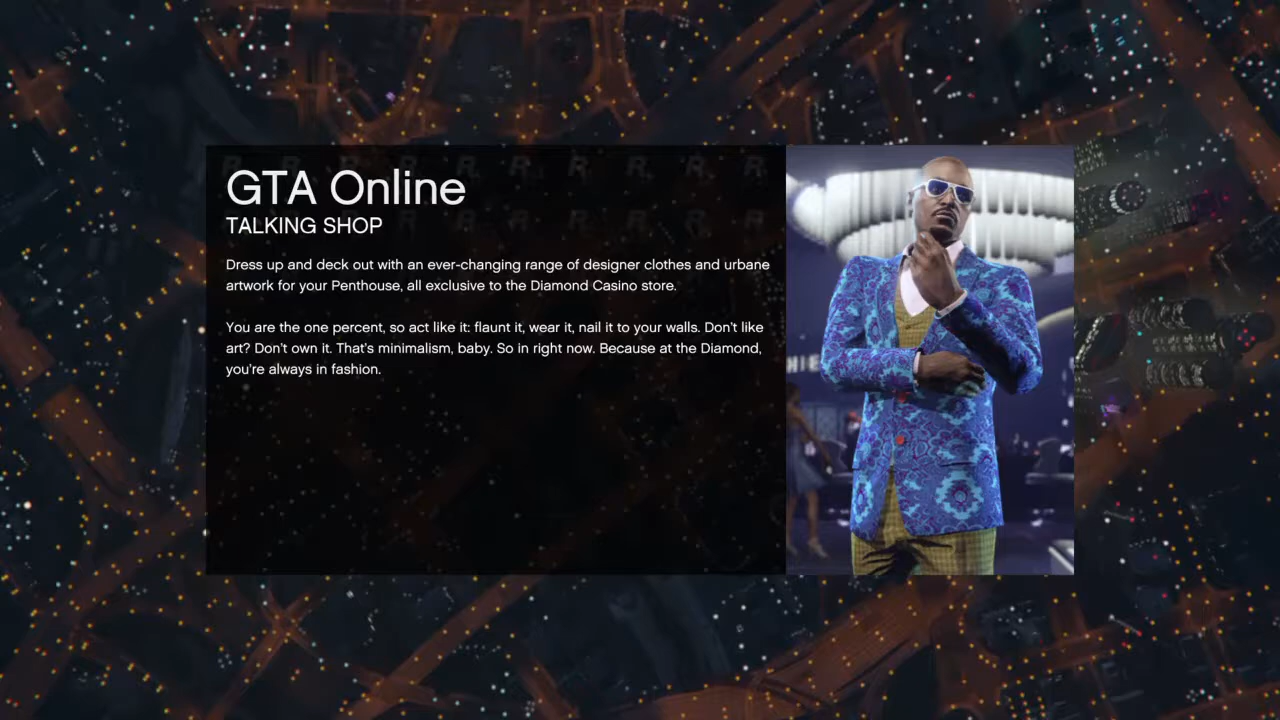 GTA Online
TALKING SHOP
Dress up and deck out with an ever-changing range of designer clothes and urbane
artwork for your Penthouse, all exclusive to the Diamond Casino store.
You are the one percent, so act like it: flaunt it, wear it, nail it to your walls. Don't like
art? Don't own it. That's minimalism, baby. So in right now. Because at the Diamond,
you're always in fashion.